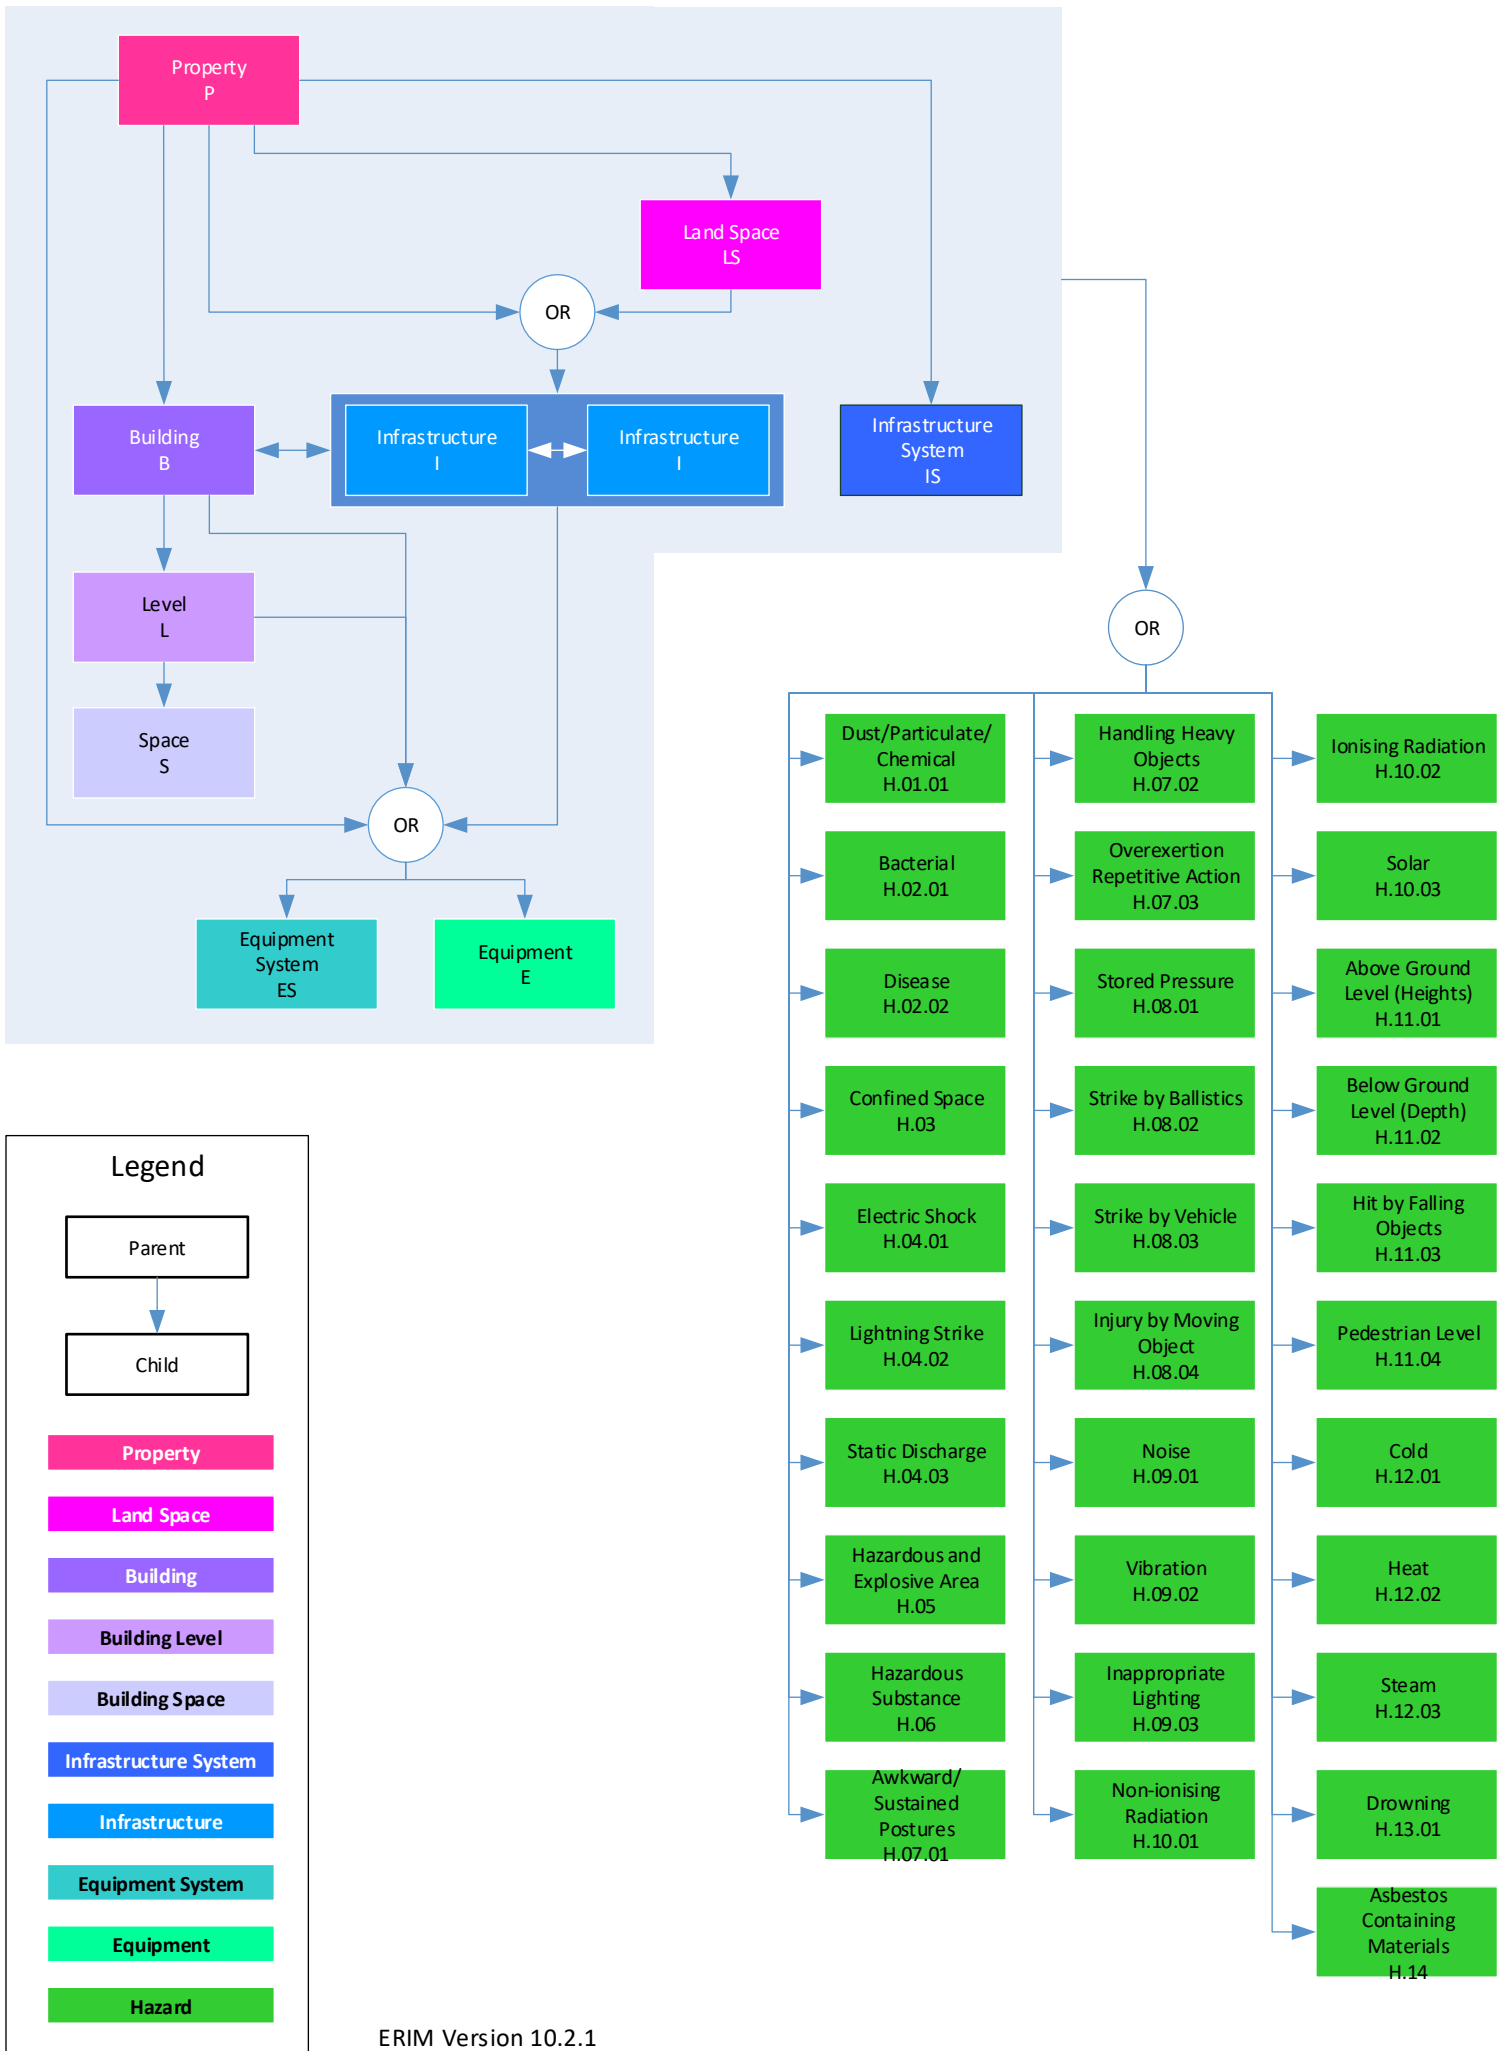 Property
P
Land Space
LS
OR
Building
B
Infrastructure
I
Infrastructure
I
Infrastructure
System
IS
Level
L
Space
S
OR
Equipment
System
ES
Equipment
E
OR
Dust/Particulate/
Chemical
H.01.01
Bacterial
H.02.01
Disease
H.02.02
Confined Space
H.03
Electric Shock
H.04.01
Lightning Strike
H.04.02
Static Discharge
H.04.03
Hazardous and
Explosive Area
H.05
Hazardous
Substance
H.06
Awkward/
Sustained
Postures
H.07.01
Handling Heavy
Objects
H.07.02
Overexertion
Repetitive Action
H.07.03
Stored Pressure
H.08.01
Strike by Ballistics
H.08.02
Strike by Vehicle
H.08.03
Injury by Moving
Object
H.08.04
Noise
H.09.01
Vibration
H.09.02
Inappropriate
Lighting
H.09.03
Non-ionising
Radiation
H.10.01
Ionising Radiation
H.10.02
Solar
H.10.03
Above Ground
Level (Heights)
H.11.01
Below Ground
Level (Depth)
H.11.02
Hit by Falling
Objects
H.11.03
Pedestrian Level
H.11.04
Cold
H.12.01
Heat
H.12.02
Steam
H.12.03
Drowning
H.13.01
Asbestos
Containing
Materials
H.14
Legend
Parent
Child
Property
Land Space
Building
Building Level
Building Space
Infrastructure System
Infrastructure
Equipment System
Equipment
Hazard
ERIM Version 10.2.1